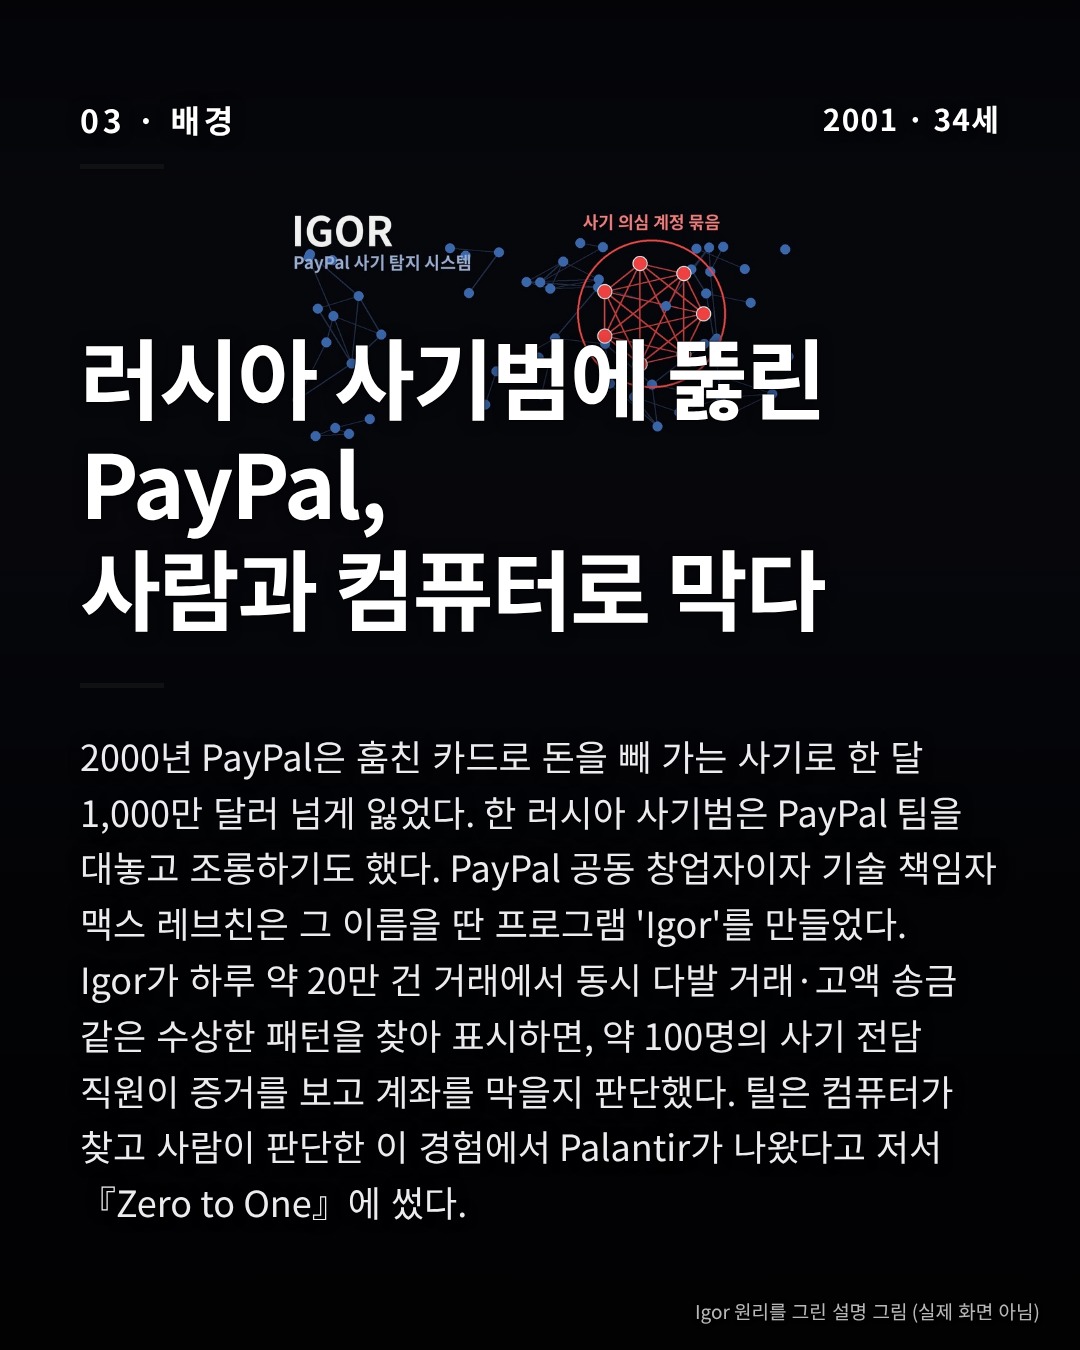 03 · 배경
2001 · 34세
IGOR
PayPal 사기 탐지 시스템
사기 의심 계정 묶음
러시아 사기범에 뚫린
PayPal,
사람과 컴퓨터로 막다
2000년 PayPal은 훔친 카드로 돈을 빼 가는 사기로 한 달
1,000만 달러 넘게 잃었다. 한 러시아 사기범은 PayPal 팀을
대놓고 조롱하기도 했다. PayPal 공동 창업자이자 기술 책임자
맥스 레브친은 그 이름을 딴 프로그램 'Igor'를 만들었다.
Igor가 하루 약 20만 건 거래에서 동시 다발 거래·고액 송금
같은 수상한 패턴을 찾아 표시하면, 약 100명의 사기 전담
직원이 증거를 보고 계좌를 막을지 판단했다. 틸은 컴퓨터가
찾고 사람이 판단한 이 경험에서 Palantir가 나왔다고 저서
『Zero to One』에 썼다.
Igor 원리를 그린 설명 그림 (실제 화면 아님)